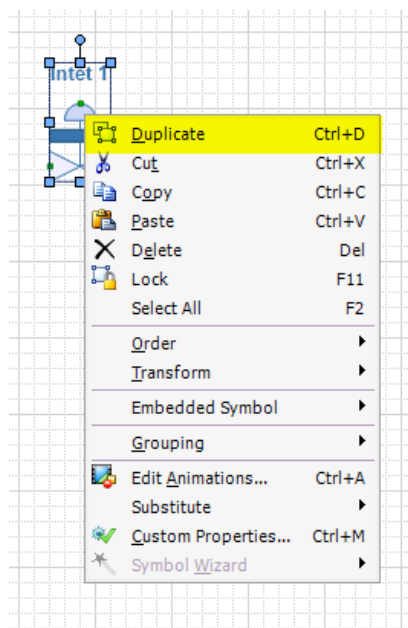 Intet 1
Duplicate Ctrl+D
Cut Ctrl+X
Copy Ctrl+C
Paste Ctrl+V
Delete Del
Lock F11
Select All F2
Order
Transform
Embedded Symbol
Grouping
Edit Animations... Ctrl+A
Substitute
Custom Properties... Ctrl+M
Symbol Wizard